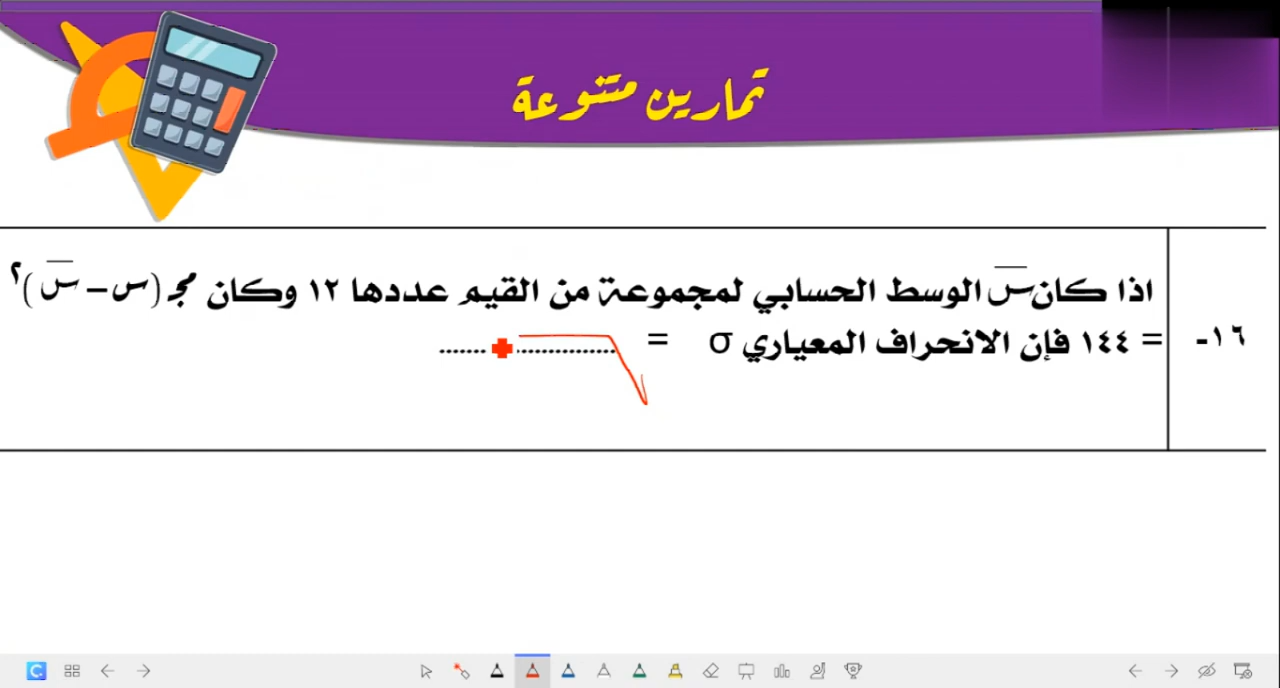 تمارين متنوعة
١٦-
اذا كان س̅ الوسط الحسابي لمجموعة من القيم عددها ١٢ وكان مجـ (س – س̅)٢
= ١٤٤ فإن الانحراف المعياري σ = .....................